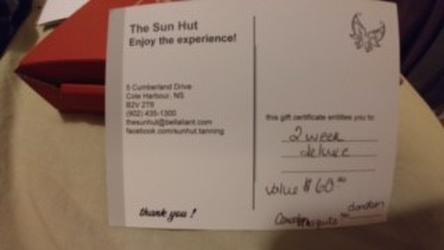 The Sun Hut
Enjoy the experience!
5 Cumberland Drive
Cole Harbour, NS
B2V 2T6
(902) 435-1300
thesunhut@bellaliant.com
facebook.com/sunhut.tanning
thank you!
this gift certificate entitles you to:
2 week
deluxe
value $60.00